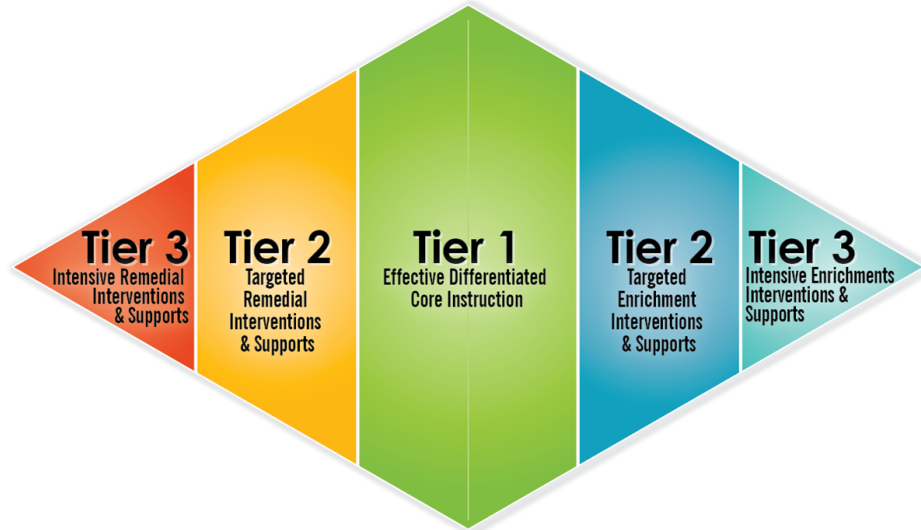 Tier 3
Intensive Remedial
Interventions
& Supports
Tier 2
Targeted
Remedial
Interventions
& Supports
Tier 1
Effective Differentiated
Core Instruction
Tier 2
Targeted
Enrichment
Interventions
& Supports
Tier 3
Intensive Enrichments
Interventions &
Supports